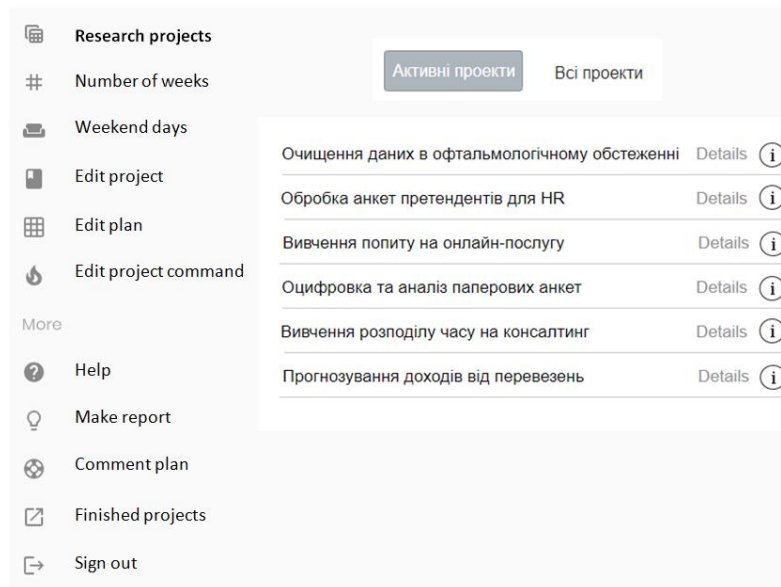 Research projects
Number of weeks
Weekend days
Edit project
Edit plan
Edit project command
More
Help
Make report
Comment plan
Finished projects
Sign out
Активні проекти
Всі проекти
Очищення даних в офтальмологічному обстеженні Details i
Обробка анкет претендентів для HR Details i
Вивчення попиту на онлайн-послугу Details i
Оцифровка та аналіз паперових анкет Details i
Вивчення розподілу часу на консалтинг Details i
Прогнозування доходів від перевезень Details i